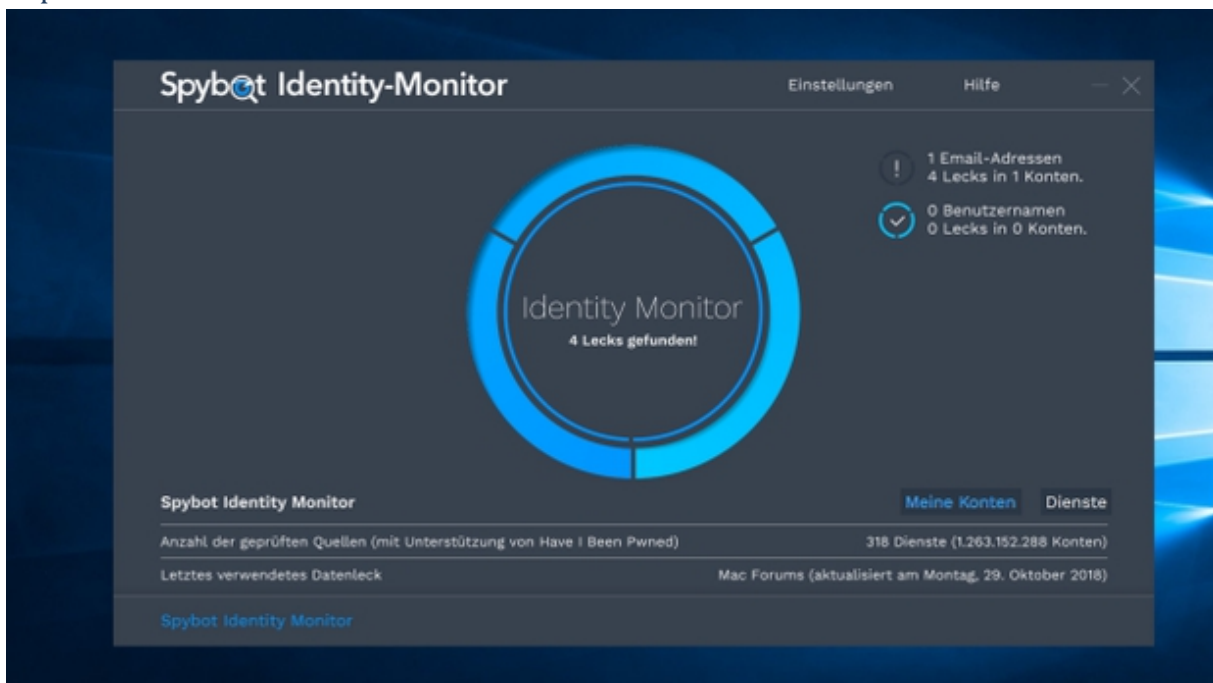 Spybot Identity-Monitor
Einstellungen
Hilfe
1 Email-Adressen
4 Lecks in 1 Konten.
0 Benutzernamen
0 Lecks in 0 Konten.
Identity Monitor
4 Lecks gefunden!
Spybot Identity Monitor
Meine Konten
Dienste
Anzahl der geprüften Quellen (mit Unterstützung von Have I Been Pwned)
318 Dienste (1.263.152.288 Konten)
Letztes verwendetes Datenleck
Mac Forums (aktualisiert am Montag, 29. Oktober 2018)
Spybot Identity Monitor